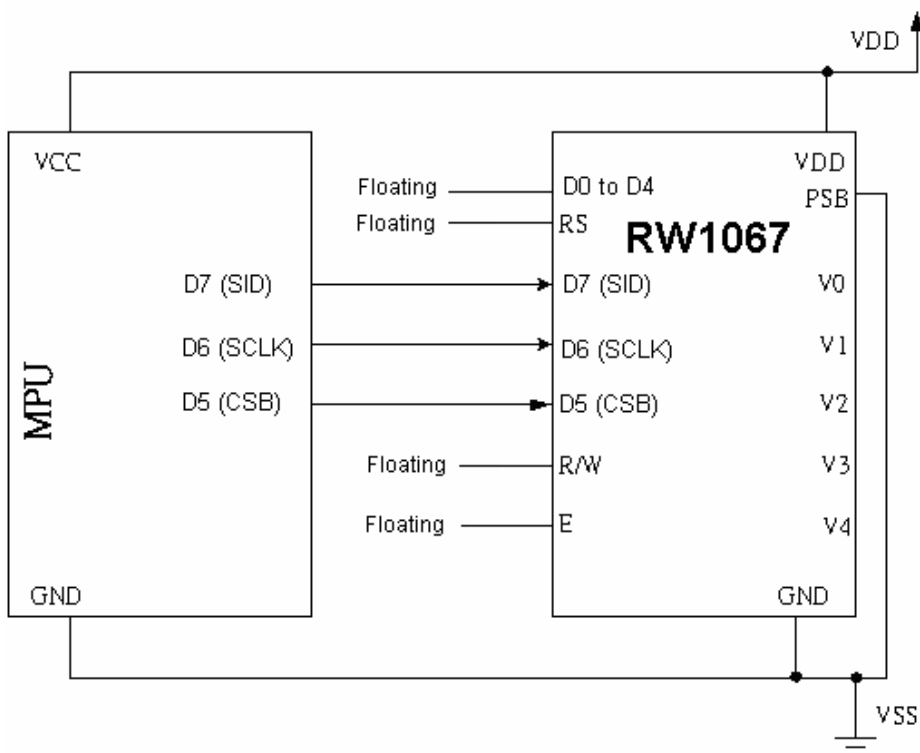 VDD
VCC
VDD
Floating
D0 to D4
PSB
Floating
RS
RW1067
D7 (SID)
D7 (SID)
V0
D6 (SCLK)
D6 (SCLK)
V1
MPU
D5 (CSB)
D5 (CSB)
V2
Floating
R/W
V3
Floating
E
V4
GND
GND
VSS